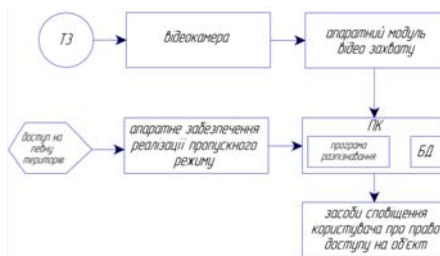 ТЗ
відеокамера
апаратний модуль
відео захвату
доступ на
певну
територію
апаратне забезпечення
реалізації пропускного
режиму
ПК
програма
розпізнавання
БД
засоби сповіщення
користувача про право
доступу на об'єкт